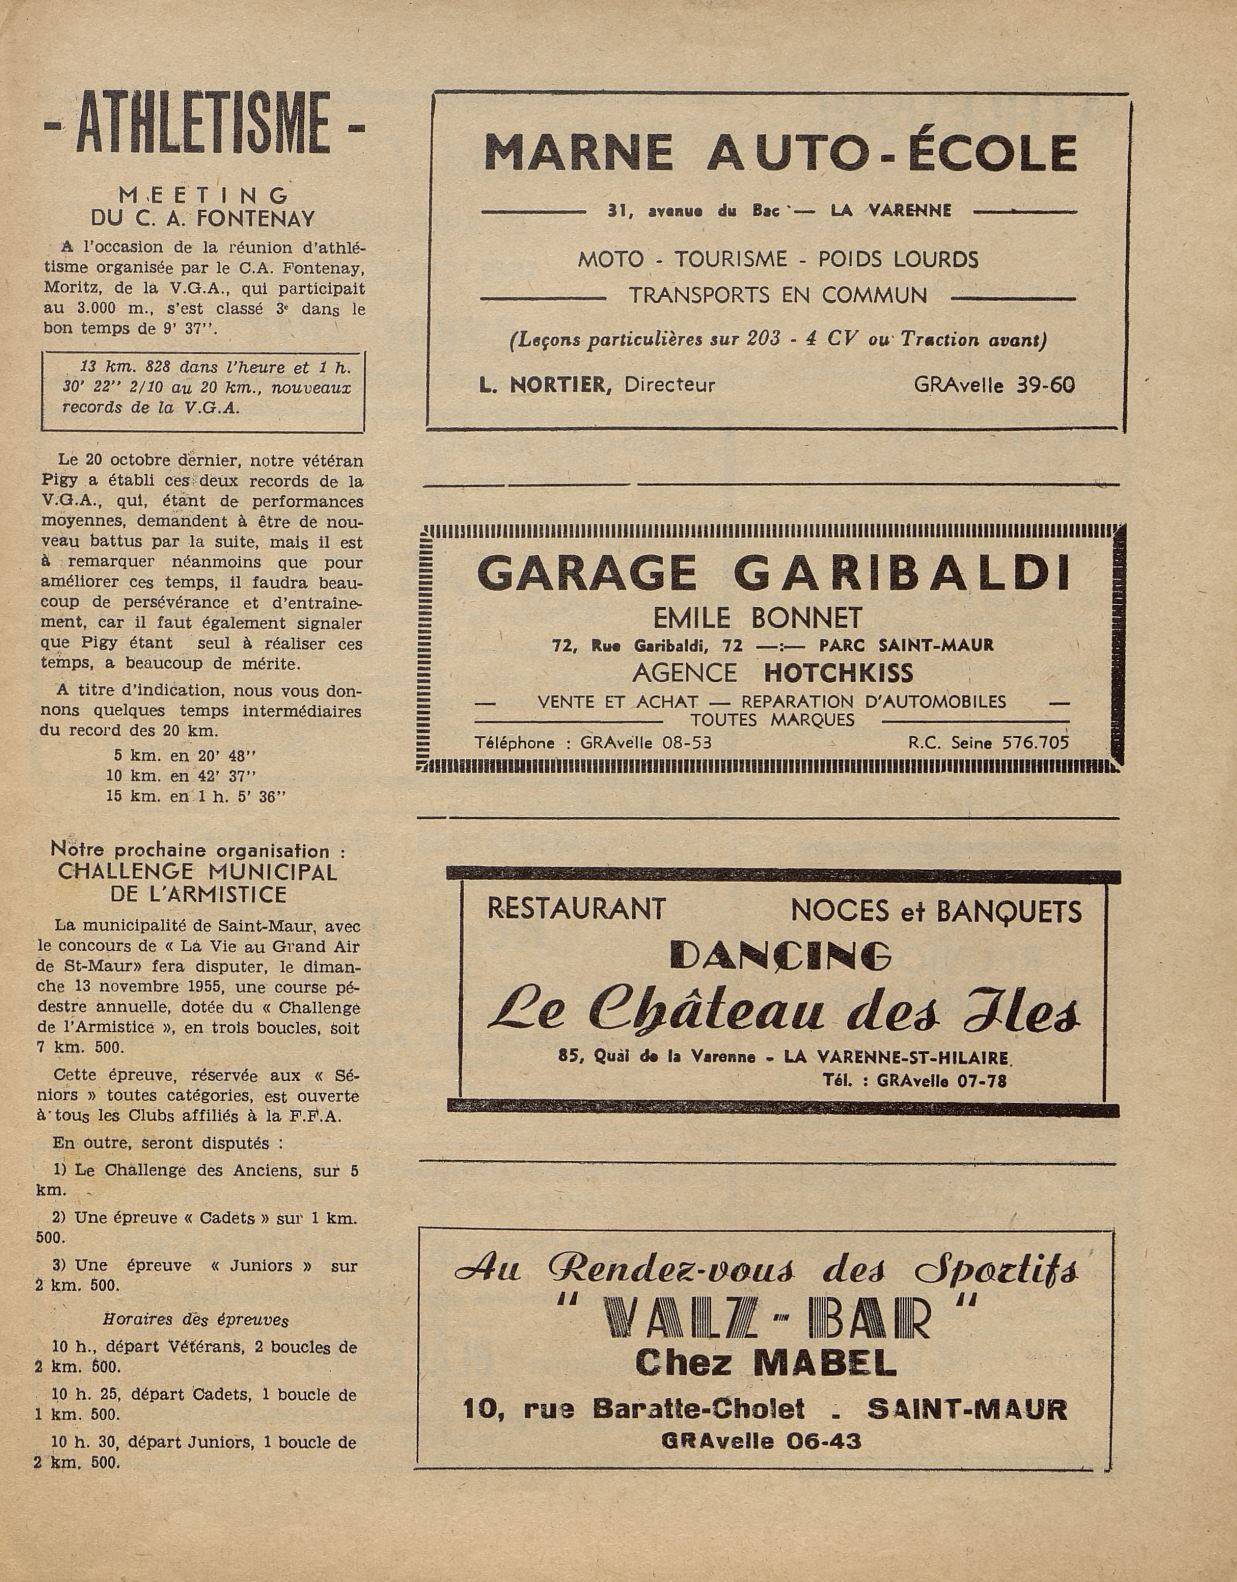 - ATHLETISME -
MEETING
DU C. A. FONTENAY
A l'occasion de la réunion d'athlé-
tisme organisée par le C.A. Fontenay,
Moritz, de la V.G.A., qui participait
au 3.000 m., s'est classé 3e dans le
bon temps de 9' 37''.
13 km. 828 dans l'heure et 1 h.
30' 22'' 2/10 au 20 km., nouveaux
records de la V.G.A.
Le 20 octobre dernier, notre vétéran
Pigy a établi ces deux records de la
V.G.A., qui, étant de performances
moyennes, demandent à être de nou-
veau battus par la suite, mais il est
à remarquer néanmoins que pour
améliorer ces temps, il faudra beau-
coup de persévérance et d'entraîne-
ment, car il faut également signaler
que Pigy étant seul à réaliser ces
temps, a beaucoup de mérite.
A titre d'indication, nous vous don-
nons quelques temps intermédiaires
du record des 20 km.
5 km. en 20' 48''
10 km. en 42' 37''
15 km. en 1 h. 5' 36''
Notre prochaine organisation :
CHALLENGE MUNICIPAL
DE L'ARMISTICE
La municipalité de Saint-Maur, avec
le concours de « La Vie au Grand Air
de St-Maur» fera disputer, le diman-
che 13 novembre 1955, une course pé-
destre annuelle, dotée du « Challenge
de l'Armistice », en trois boucles, soit
7 km. 500.
Cette épreuve, réservée aux « Sé-
niors » toutes catégories, est ouverte
à tous les Clubs affiliés à la F.F.A.
En outre, seront disputés :
1) Le Challenge des Anciens, sur 5
km.
2) Une épreuve « Cadets » sur 1 km.
500.
3) Une épreuve « Juniors » sur
2 km. 500.
Horaires des épreuves
10 h., départ Vétérans, 2 boucles de
2 km. 500.
10 h. 25, départ Cadets, 1 boucle de
1 km. 500.
10 h. 30, départ Juniors, 1 boucle de
2 km. 500.
MARNE AUTO-ÉCOLE
31, avenue du Bac — LA VARENNE
MOTO - TOURISME - POIDS LOURDS
TRANSPORTS EN COMMUN
(Leçons particulières sur 203 - 4 CV ou Traction avant)
L. NORTIER, Directeur GRAvelle 39-60
GARAGE GARIBALDI
EMILE BONNET
72, Rue Garibaldi, 72 —:— PARC SAINT-MAUR
AGENCE HOTCHKISS
— VENTE ET ACHAT — REPARATION D'AUTOMOBILES —
TOUTES MARQUES
Téléphone : GRAvelle 08-53 R.C. Seine 576.705
RESTAURANT NOCES et BANQUETS
DANCING
Le Château des Iles
85, Quai de la Varenne - LA VARENNE-ST-HILAIRE
Tél. : GRAvelle 07-78
Au Rendez-vous des Sportifs
" VALZ-BAR "
Chez MABEL
10, rue Baratte-Cholet - SAINT-MAUR
GRAvelle 06-43